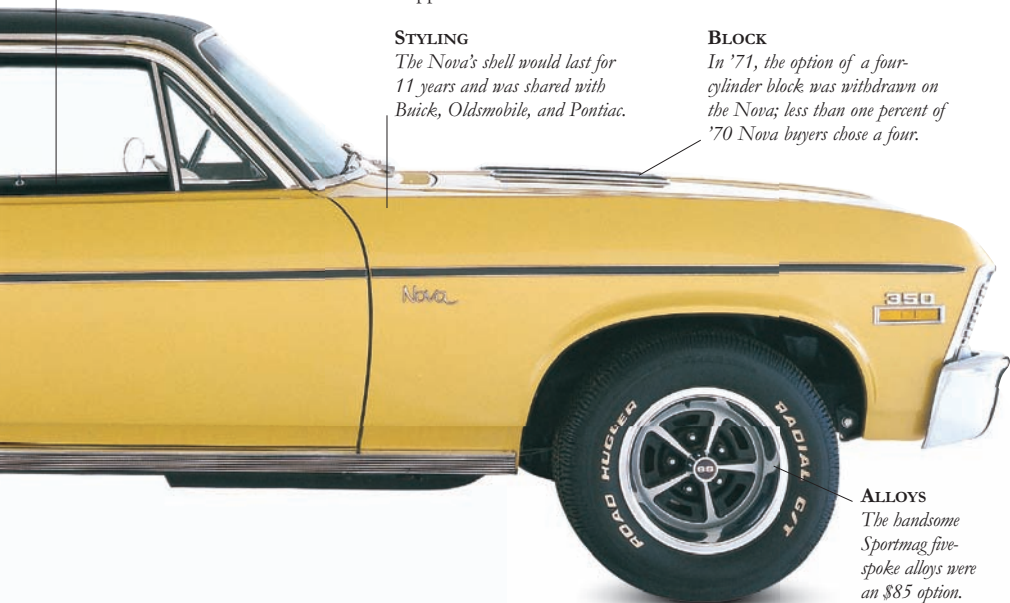 STYLING
The Nova's shell would last for
11 years and was shared with
Buick, Oldsmobile, and Pontiac.
BLOCK
In '71, the option of a four-
cylinder block was withdrawn on
the Nova; less than one percent of
'70 Nova buyers chose a four.
Nova
350
ROAD HUGGER
RADIAL G/T
SS
ALLOYS
The handsome
Sportmag five-
spoke alloys were
an $85 option.